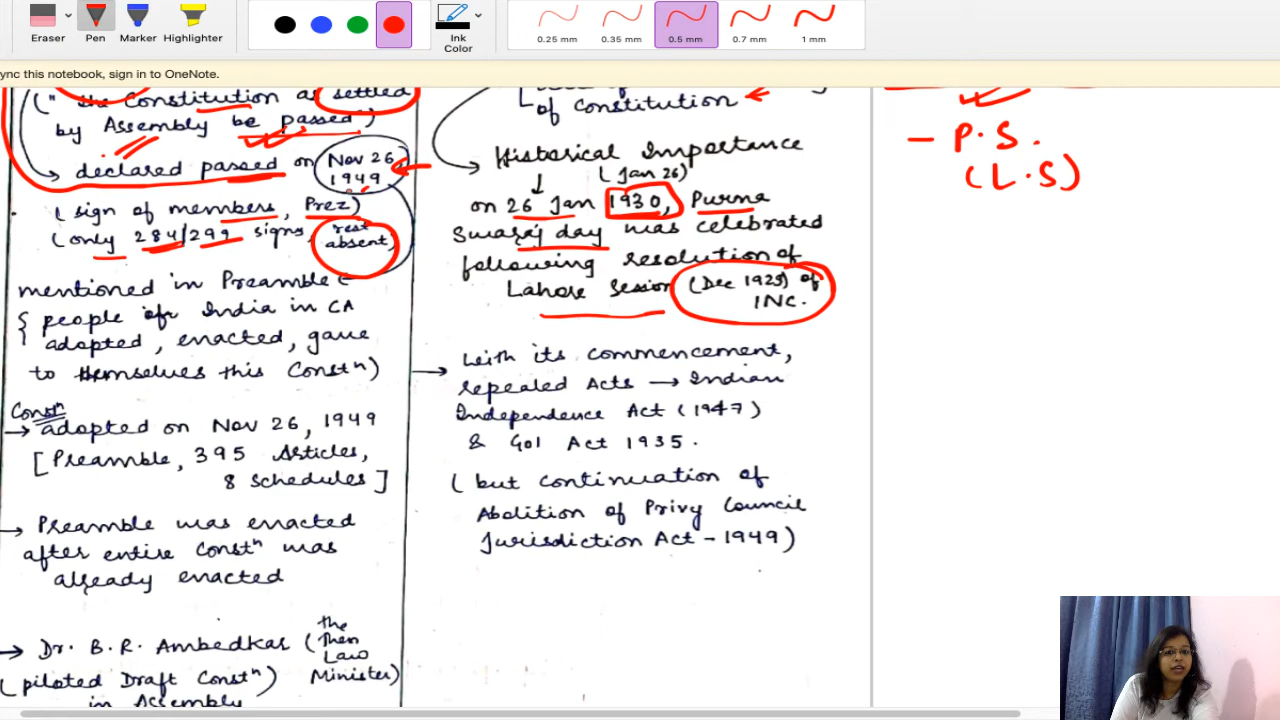 Eraser
Pen
Marker
Highlighter
Ink
Color
0.25 mm
0.35 mm
0.5 mm
0.7 mm
1 mm
ync this notebook, sign in to OneNote.
(" the Constitution as settled
by Assembly be passed")
declared passed on Nov 26,
1949
(sign of members, Prez)
(only 284/299 signs, rest
absent)
mentioned in Preamble
{ people of India in CA
adopted, enacted, gave
to themselves this Constn)
Constn
→ adopted on Nov 26, 1949
[Preamble, 395 Articles,
8 Schedules]
→ Preamble was enacted
after entire Constn was
already enacted
→ Dr. B. R. Ambedkar (the
Then
Law
Minister)
(piloted Draft Constn)
in Assembly
of Constitution
Historical Importance
(Jan 26)
on 26 Jan 1930, Purna
Swaraj day was celebrated
following resolution of
Lahore Session (Dec 1929) of
INC.
→ With its commencement,
repealed Acts → Indian
Independence Act (1947)
& GoI Act 1935.
(but continuation of
Abolition of Privy Council
Jurisdiction Act - 1949)
- P.S.
(L.S)